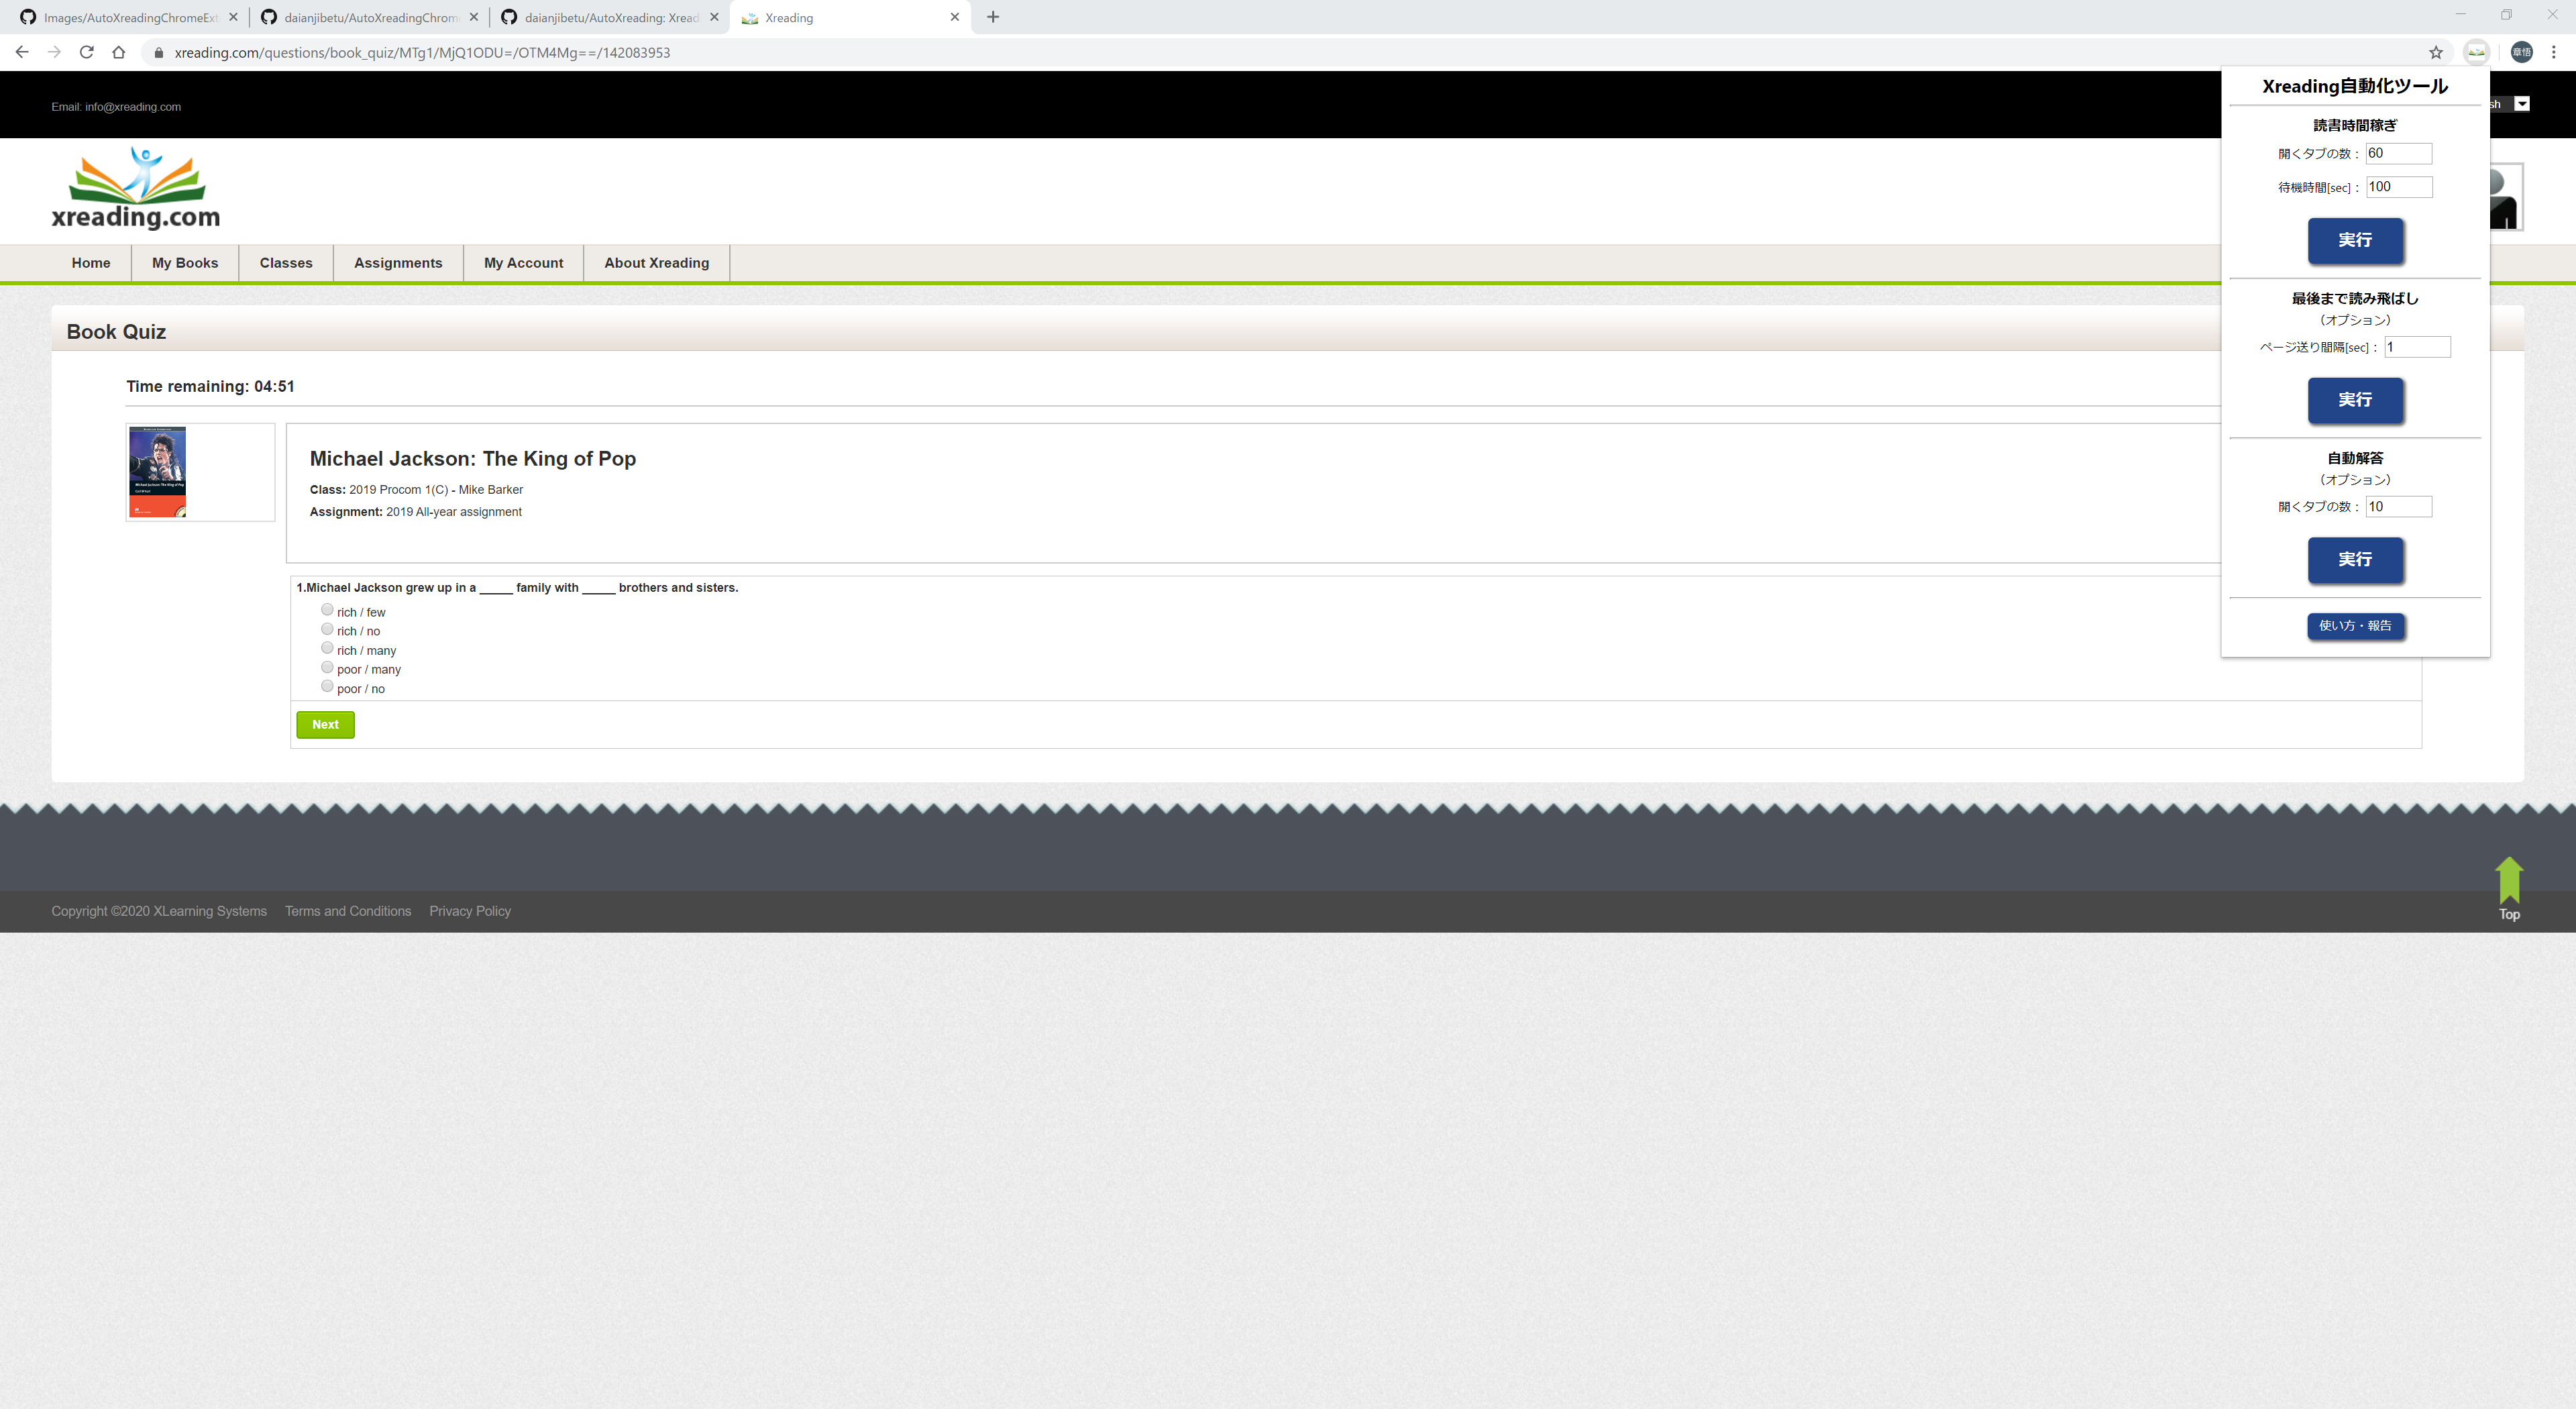 Images/AutoXreadingChromeExt
daianjibetu/AutoXreadingChrome
daianjibetu/AutoXreading: Xread
Xreading
xreading.com/questions/book_quiz/MTg1/MjQ1ODU=/OTM4Mg==/142083953
章悟
Email: info@xreading.com
sh
xreading.com
Home
My Books
Classes
Assignments
My Account
About Xreading
Book Quiz
Time remaining: 04:51
Michael Jackson: The King of Pop
Class: 2019 Procom 1(C) - Mike Barker
Assignment: 2019 All-year assignment
Michael Jackson: The King of Pop
1.Michael Jackson grew up in a _____ family with _____ brothers and sisters.
rich / few
rich / no
rich / many
poor / many
poor / no
Next
Xreading自動化ツール
読書時間稼ぎ
開くタブの数： 60
待機時間[sec]： 100
実行
最後まで読み飛ばし
（オプション）
ページ送り間隔[sec]： 1
実行
自動解答
（オプション）
開くタブの数： 10
実行
使い方・報告
Top
Copyright ©2020 XLearning Systems
Terms and Conditions
Privacy Policy